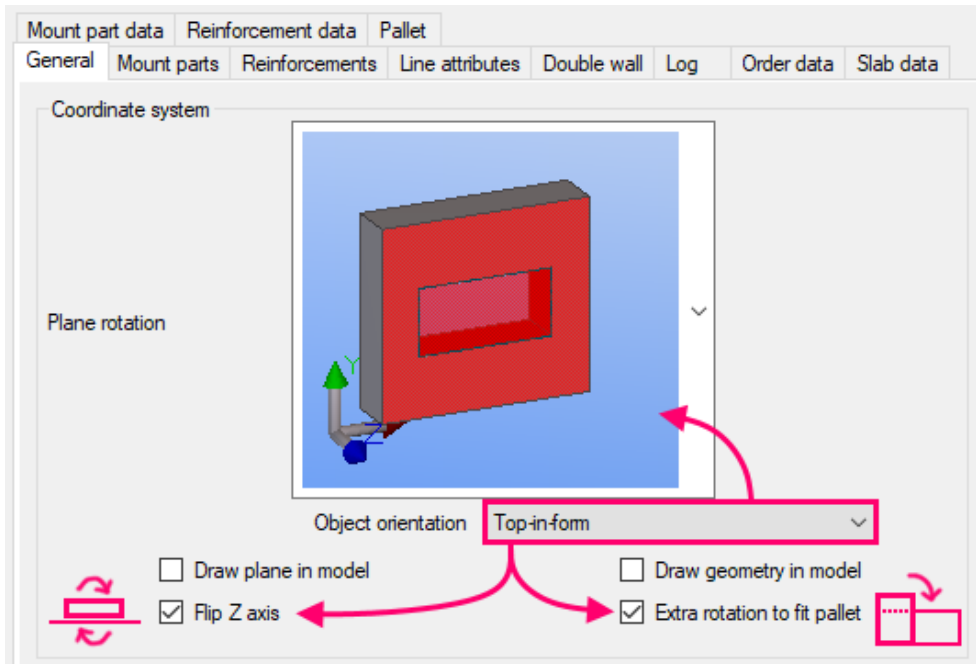 Mount part data Reinforcement data Pallet
General Mount parts Reinforcements Line attributes Double wall Log Order data Slab data
Coordinate system
Y
Z
Plane rotation
Object orientation Top-in-form
Draw plane in model Draw geometry in model
Flip Z axis Extra rotation to fit pallet